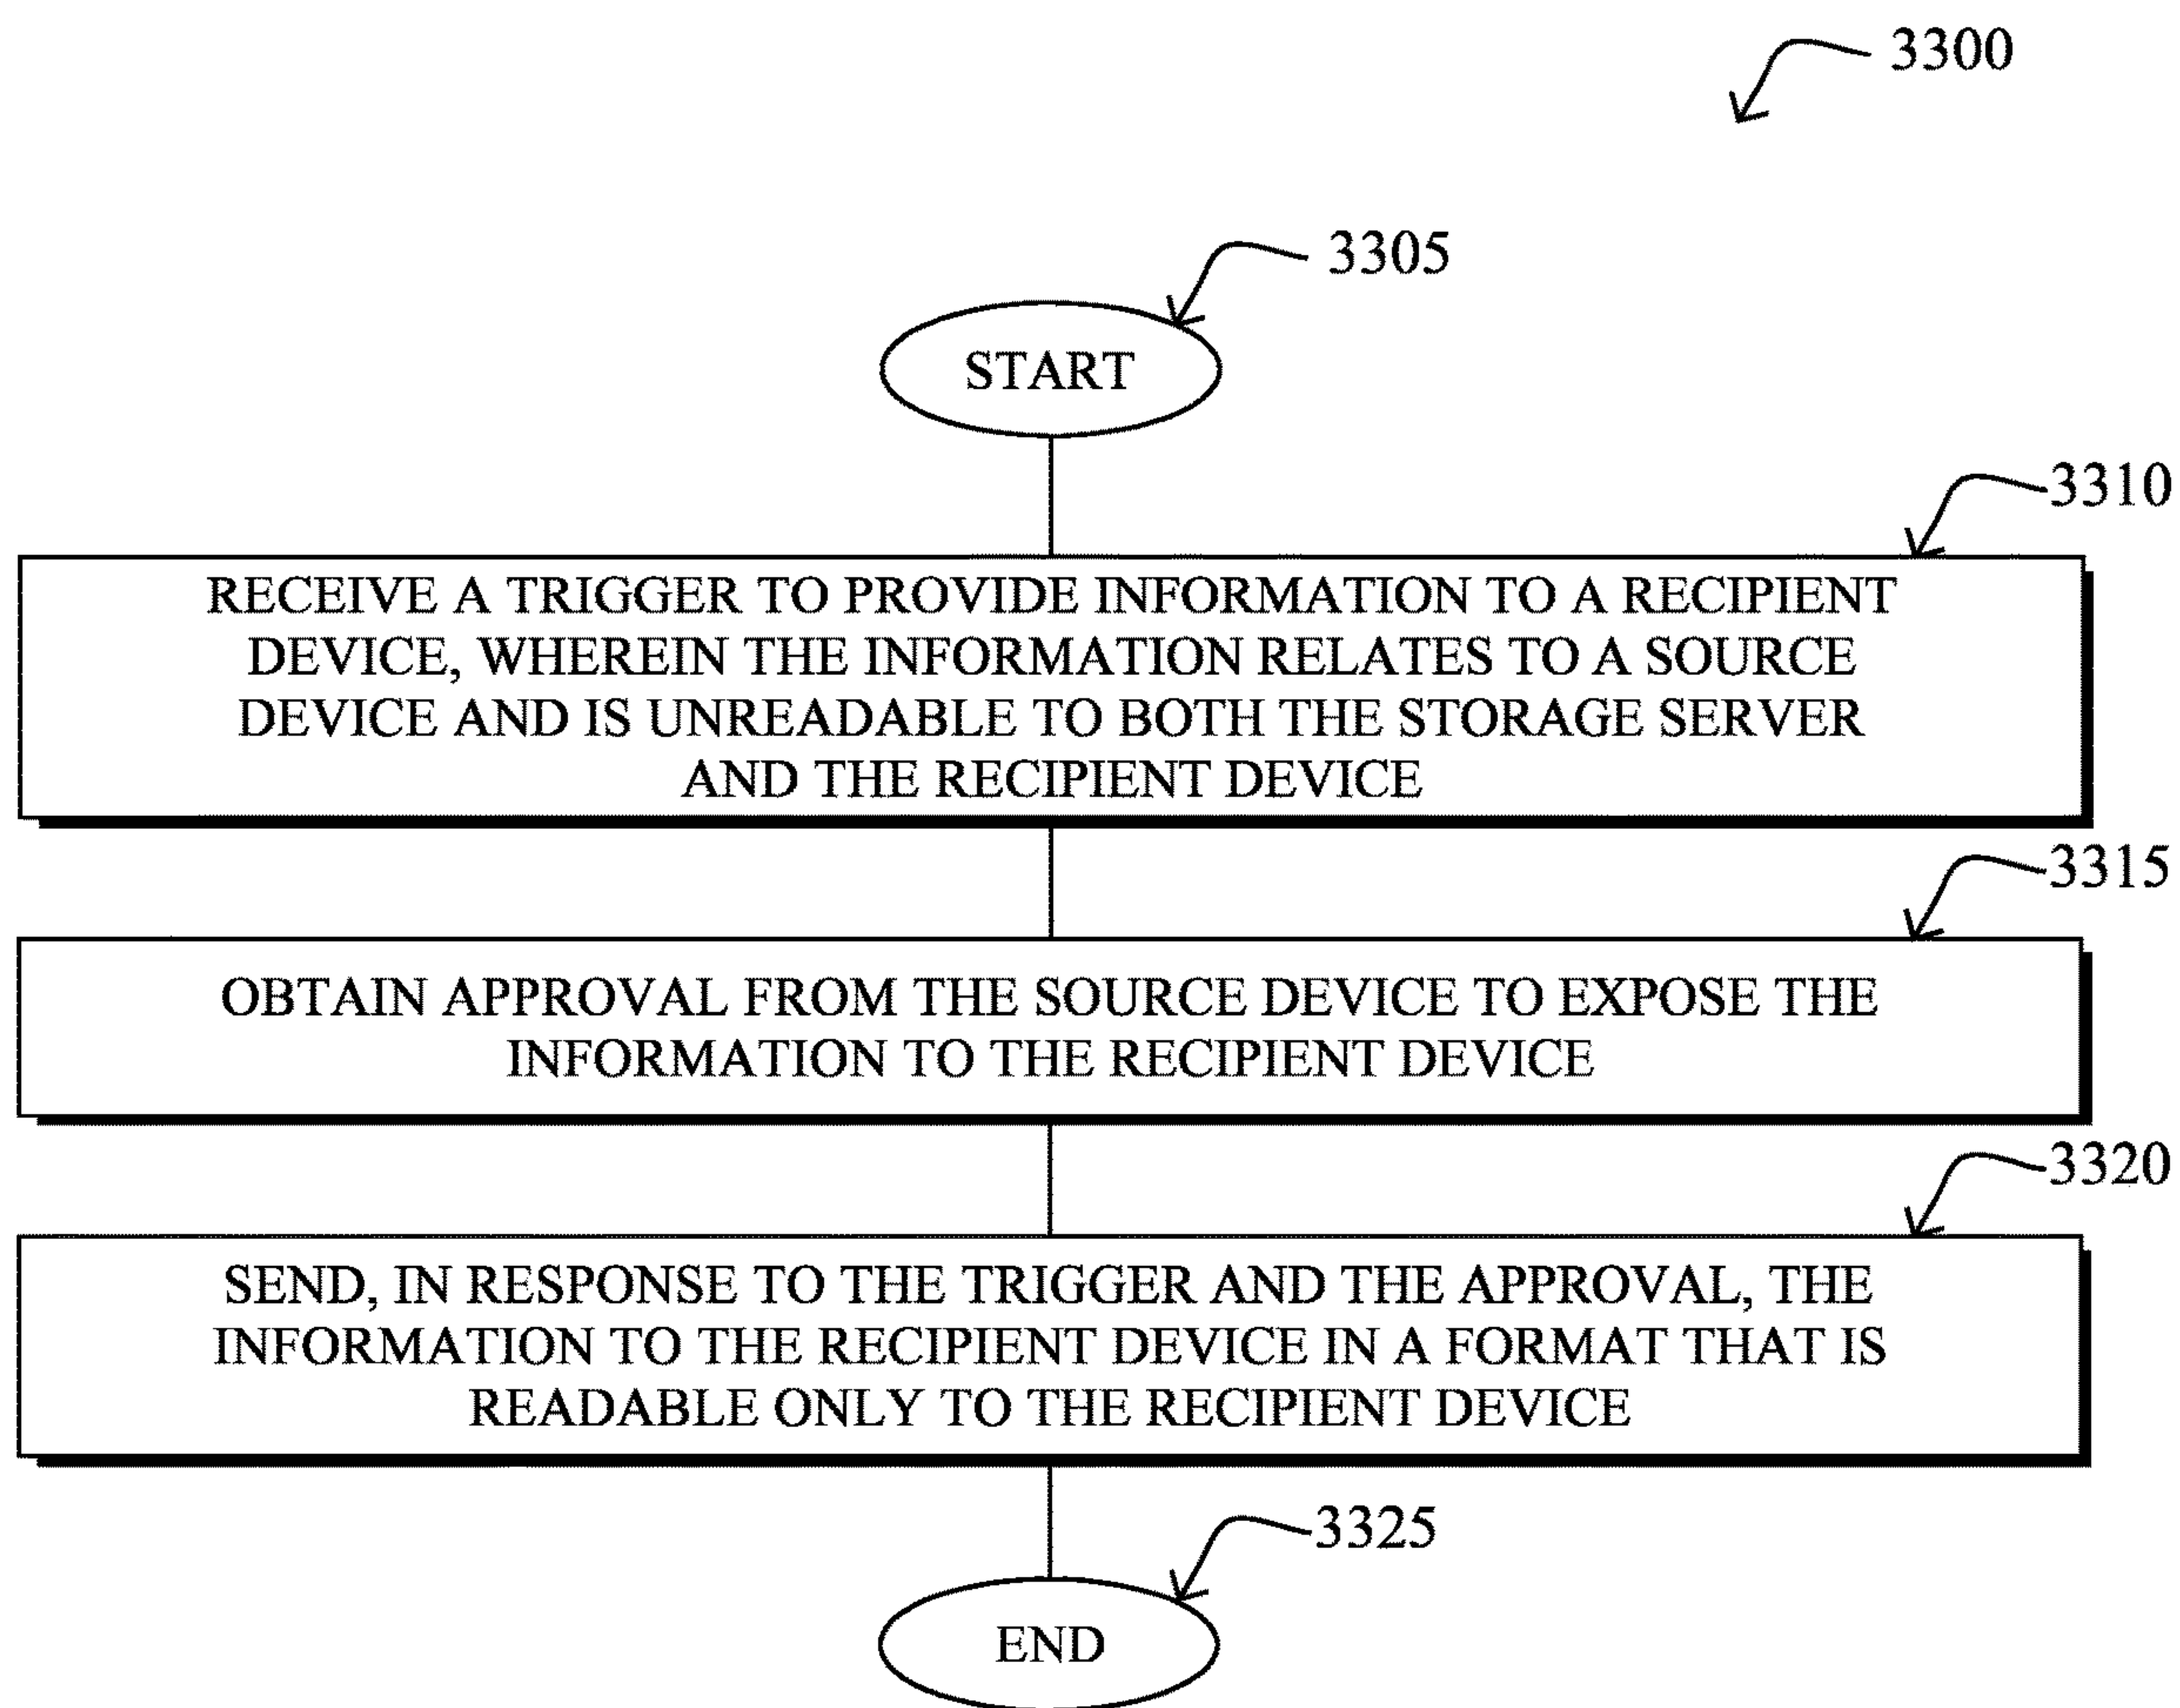 3300
3305
START
3310
RECEIVE A TRIGGER TO PROVIDE INFORMATION TO A RECIPIENT
DEVICE, WHEREIN THE INFORMATION RELATES TO A SOURCE
DEVICE AND IS UNREADABLE TO BOTH THE STORAGE SERVER
AND THE RECIPIENT DEVICE
3315
OBTAIN APPROVAL FROM THE SOURCE DEVICE TO EXPOSE THE
INFORMATION TO THE RECIPIENT DEVICE
3320
SEND, IN RESPONSE TO THE TRIGGER AND THE APPROVAL, THE
INFORMATION TO THE RECIPIENT DEVICE IN A FORMAT THAT IS
READABLE ONLY TO THE RECIPIENT DEVICE
3325
END